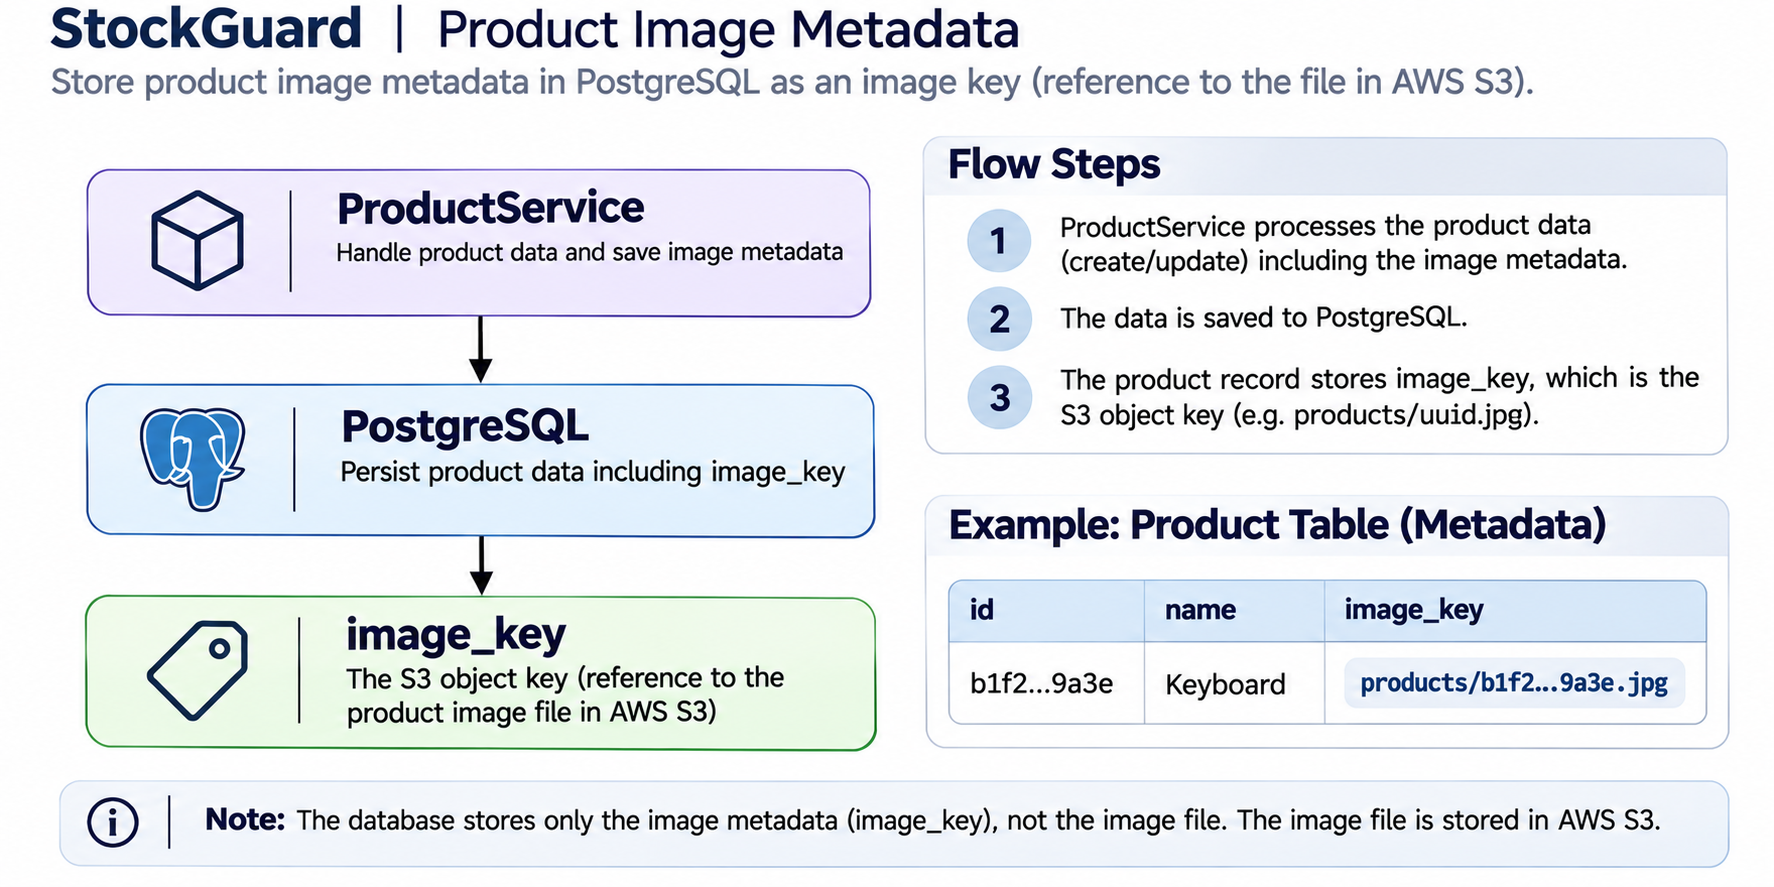 StockGuard | Product Image Metadata
Store product image metadata in PostgreSQL as an image key (reference to the file in AWS S3).
ProductService
Handle product data and save image metadata
PostgreSQL
Persist product data including image_key
image_key
The S3 object key (reference to the
product image file in AWS S3)
Flow Steps
1
ProductService processes the product data
(create/update) including the image metadata.
2
The data is saved to PostgreSQL.
3
The product record stores image_key, which is the
S3 object key (e.g. products/uuid.jpg).
Example: Product Table (Metadata)
id name image_key
b1f2...9a3e Keyboard products/b1f2...9a3e.jpg
Note: The database stores only the image metadata (image_key), not the image file. The image file is stored in AWS S3.